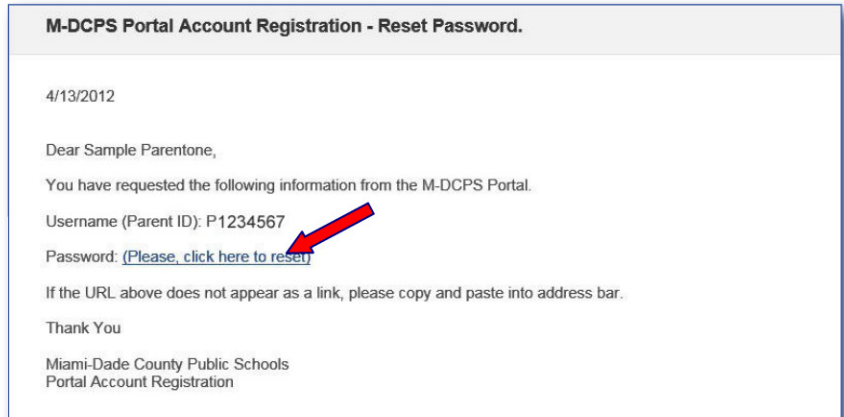 M-DCPS Portal Account Registration - Reset Password.
4/13/2012
Dear Sample Parentone,
You have requested the following information from the M-DCPS Portal.
Username (Parent ID): P1234567
Password: (Please, click here to reset)
If the URL above does not appear as a link, please copy and paste into address bar.
Thank You
Miami-Dade County Public Schools
Portal Account Registration